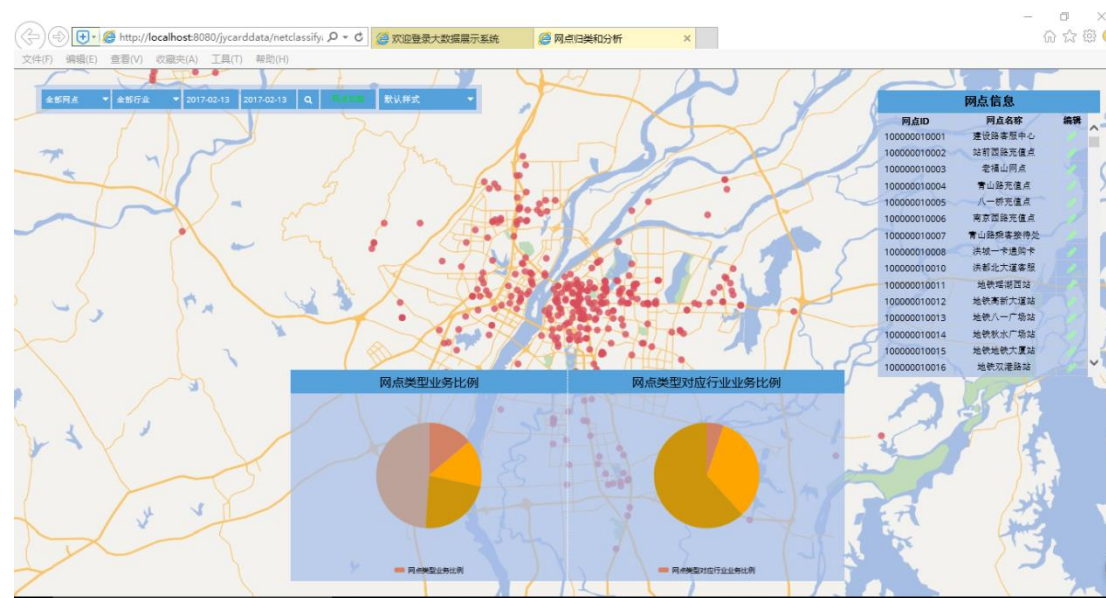 http://localhost:8080/jycarddata/netclassify.
欢迎登录大数据展示系统
网点归类和分析
文件(F) 编辑(E) 查看(V) 收藏夹(A) 工具(T) 帮助(H)
全部网点 全部行业 2017-02-13 2017-02-13 默认样式
网点信息
网点ID 网点名称 编辑
100000010001 建设路客服中心
100000010002 站前西路充值点
100000010003 老福山网点
100000010004 青山路充值点
100000010005 八一桥充值点
100000010006 南京西路充值点
100000010007 青山路乘客接待处
100000010008 洪城一卡通购卡
100000010010 洪都北大道客服
100000010011 地铁瑶湖西站
100000010012 地铁高新大道站
100000010013 地铁八一广场站
100000010014 地铁秋水广场站
100000010015 地铁地铁大厦站
100000010016 地铁双港路站
网点类型业务比例
网点类型对应行业业务比例
网点类型业务比例
网点类型对应行业业务比例